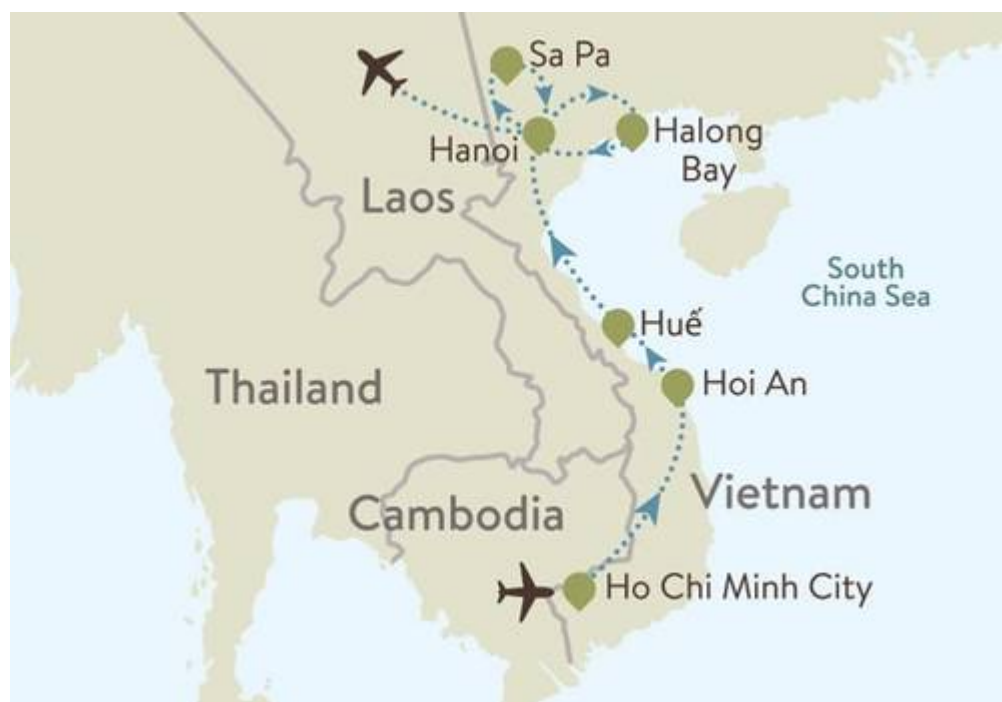 Sa Pa
Hanoi
Halong
Bay
Laos
South
China Sea
Huế
Thailand
Hoi An
Vietnam
Cambodia
Ho Chi Minh City